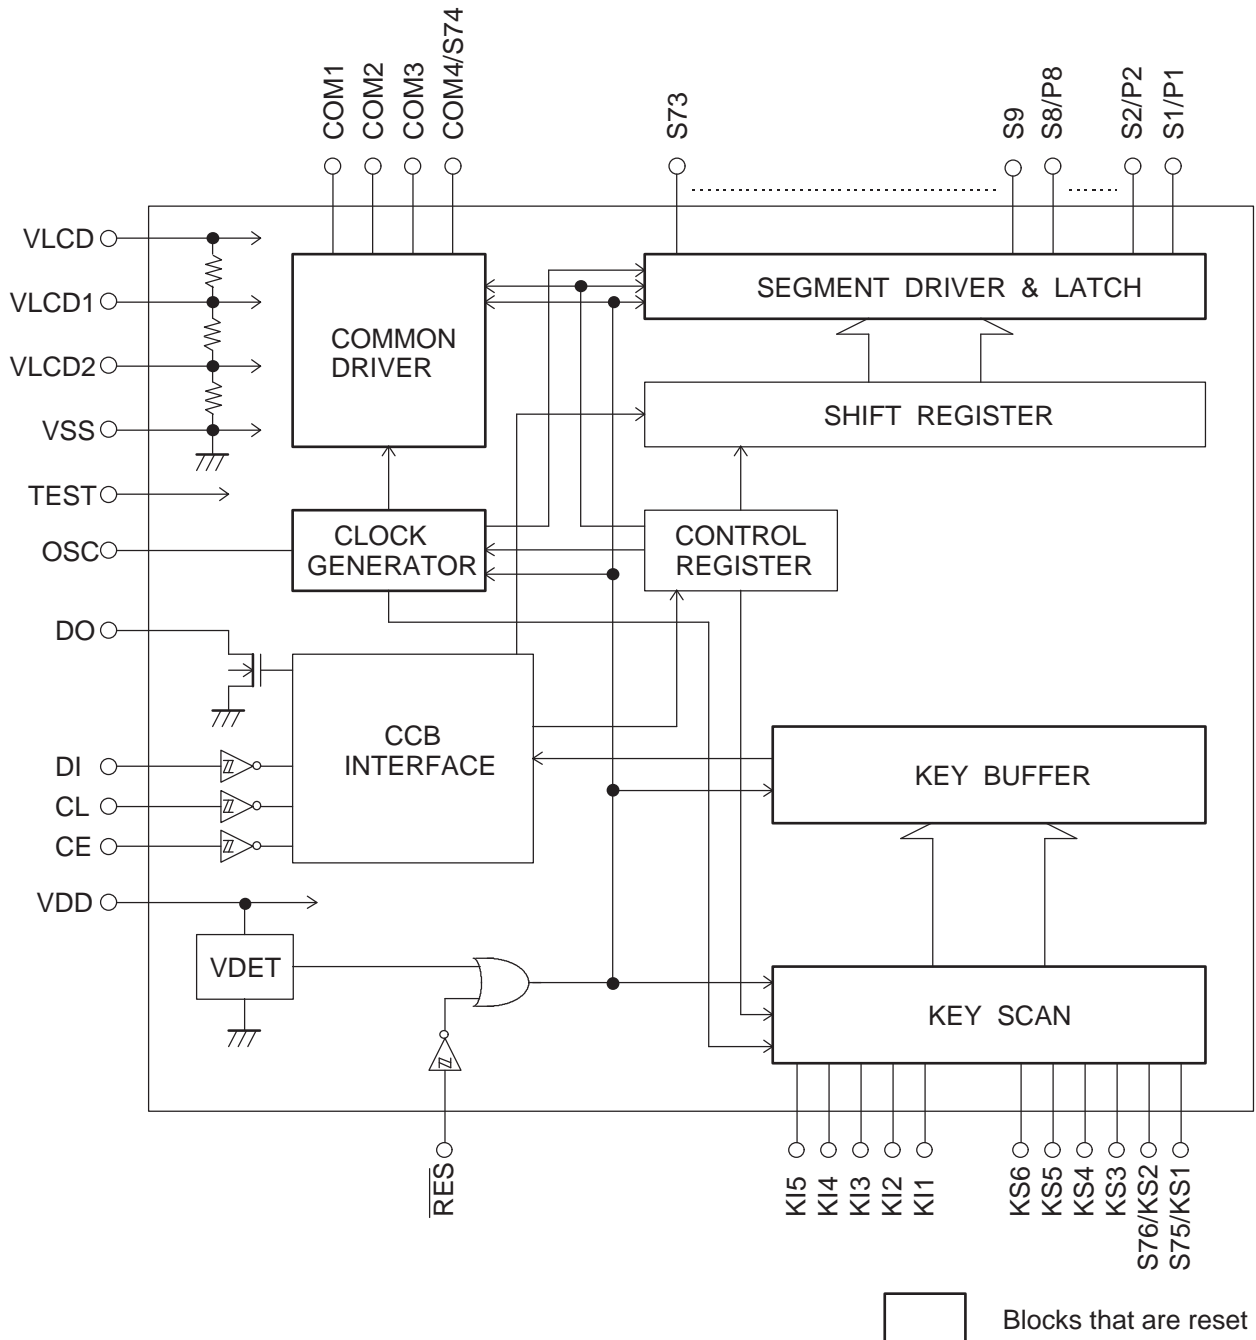 COM1
COM2
COM3
COM4/S74
S73
S9
S8/P8
S2/P2
S1/P1
VLCD
VLCD1
VLCD2
VSS
TEST
OSC
DO
DI
CL
CE
VDD
COMMON
DRIVER
SEGMENT DRIVER & LATCH
SHIFT REGISTER
CLOCK
GENERATOR
CONTROL
REGISTER
CCB
INTERFACE
KEY BUFFER
VDET
KEY SCAN
RES
KI5
KI4
KI3
KI2
KI1
KS6
KS5
KS4
KS3
S76/KS2
S75/KS1
Blocks that are reset